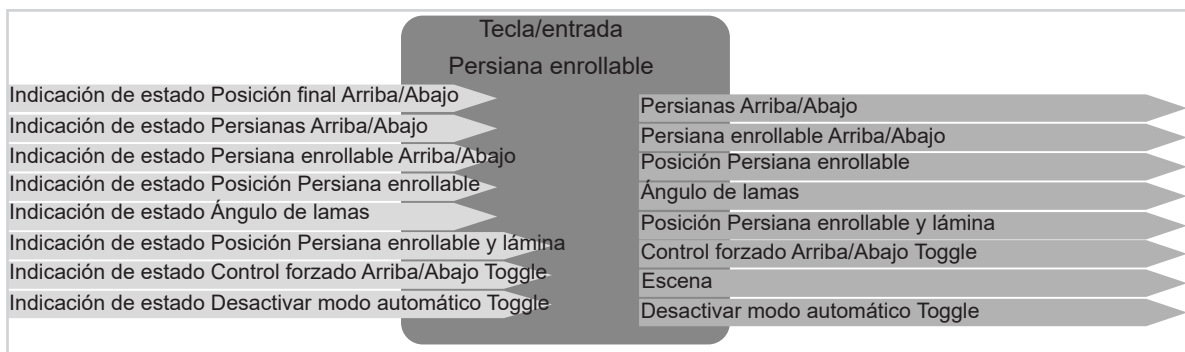 Tecla/entrada
Persiana enrollable
Indicación de estado Posición final Arriba/Abajo
Indicación de estado Persianas Arriba/Abajo
Indicación de estado Persiana enrollable Arriba/Abajo
Indicación de estado Posición Persiana enrollable
Indicación de estado Ángulo de lamas
Indicación de estado Posición Persiana enrollable y lámina
Indicación de estado Control forzado Arriba/Abajo Toggle
Indicación de estado Desactivar modo automático Toggle
Persianas Arriba/Abajo
Persiana enrollable Arriba/Abajo
Posición Persiana enrollable
Ángulo de lamas
Posición Persiana enrollable y lámina
Control forzado Arriba/Abajo Toggle
Escena
Desactivar modo automático Toggle